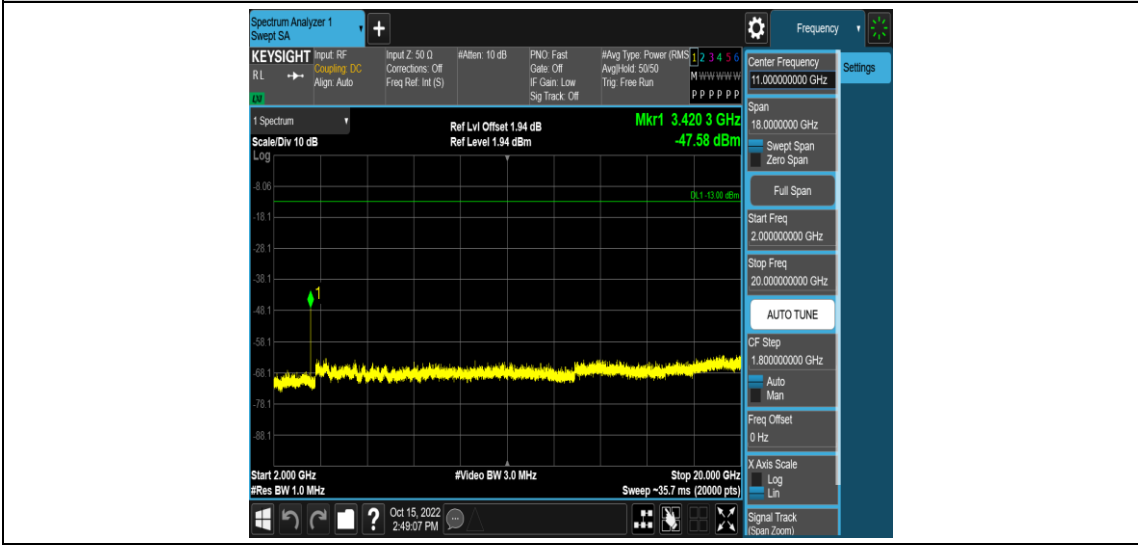 Spectrum Analyzer 1
Swept SA
+
Frequency
KEYSIGHT
RL
Input: RF
Coupling: DC
Align: Auto
Input Z: 50 Ω
Corrections: Off
Freq Ref: Int (S)
#Atten: 10 dB
PNO: Fast
Gate: Off
IF Gain: Low
Sig Track: Off
#Avg Type: Power (RMS
Avg|Hold: 50/50
Trig: Free Run
1 2 3 4 5 6
M W W W W W
P P P P P P
1 Spectrum
Scale/Div 10 dB
Log
Ref Lvl Offset 1.94 dB
Ref Level 1.94 dBm
Mkr1 3.420 3 GHz
-47.58 dBm
-8.06
DL1 -13.00 dBm
-18.1
-28.1
-38.1
1
-48.1
-58.1
-68.1
-78.1
-88.1
Start 2.000 GHz
#Video BW 3.0 MHz
Stop 20.000 GHz
#Res BW 1.0 MHz
Sweep ~35.7 ms (20000 pts)
?
Oct 15, 2022
2:49:07 PM
Center Frequency
11.000000000 GHz
Settings
Span
18.0000000 GHz
Swept Span
Zero Span
Full Span
Start Freq
2.000000000 GHz
Stop Freq
20.000000000 GHz
AUTO TUNE
CF Step
1.800000000 GHz
Auto
Man
Freq Offset
0 Hz
X Axis Scale
Log
Lin
Signal Track
(Span Zoom)